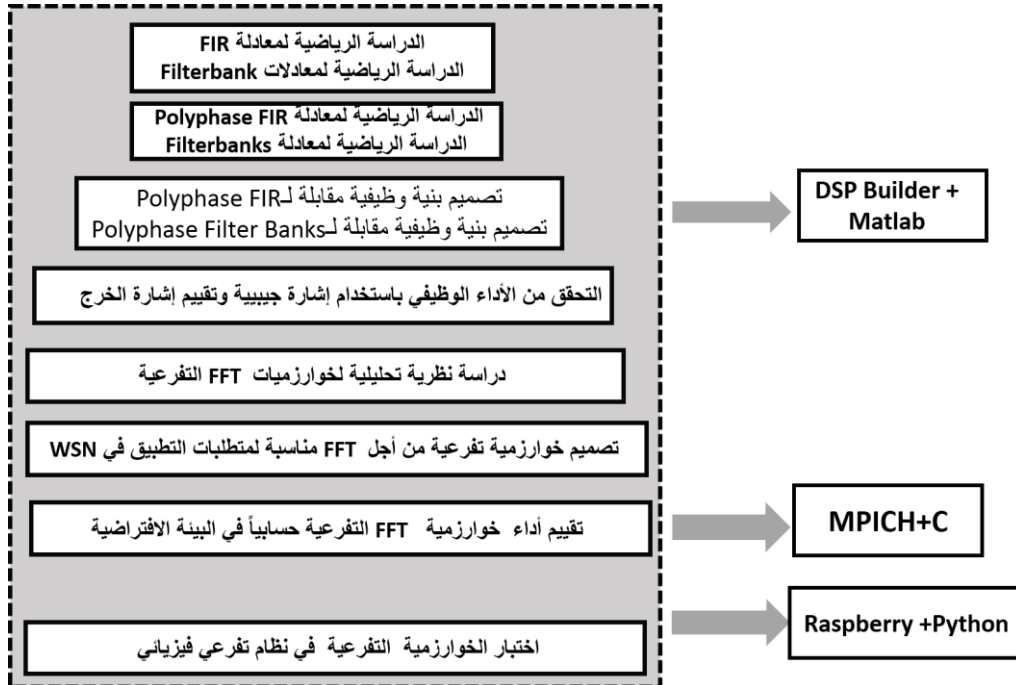 الدراسة الرياضية لمعادلة FIR
الدراسة الرياضية لمعادلات Filterbank
الدراسة الرياضية لمعادلة Polyphase FIR
الدراسة الرياضية لمعادلة Filterbanks
تصميم بنية وظيفية مقابلة لـPolyphase FIR
تصميم بنية وظيفية مقابلة لـPolyphase Filter Banks
DSP Builder +
Matlab
التحقق من الأداء الوظيفي باستخدام إشارة جيبيبة وتقييم إشارة الخرج
دراسة نظرية تحليلية لخوارزميات FFT التفرعية
تصميم خوارزمية تفرعية من أجل FFT مناسبة لمتطلبات التطبيق في WSN
تقييم أداء خوارزمية FFT التفرعية حسابياً في البيئة الافتراضية
MPICH+C
Raspberry +Python
اختبار الخوارزمية التفرعية في نظام تفرعي فيزيائي